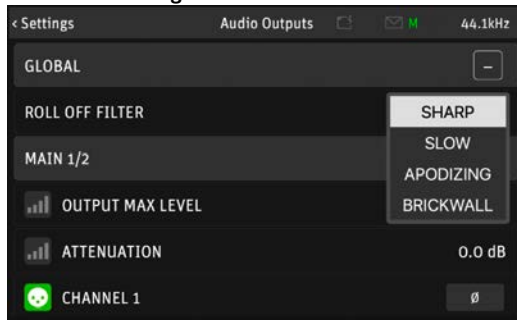 < Settings Audio Outputs M 44.1kHz
GLOBAL -
ROLL OFF FILTER SHARP
SLOW
MAIN 1/2
APODIZING
OUTPUT MAX LEVEL BRICKWALL
ATTENUATION 0.0 dB
CHANNEL 1 Ø